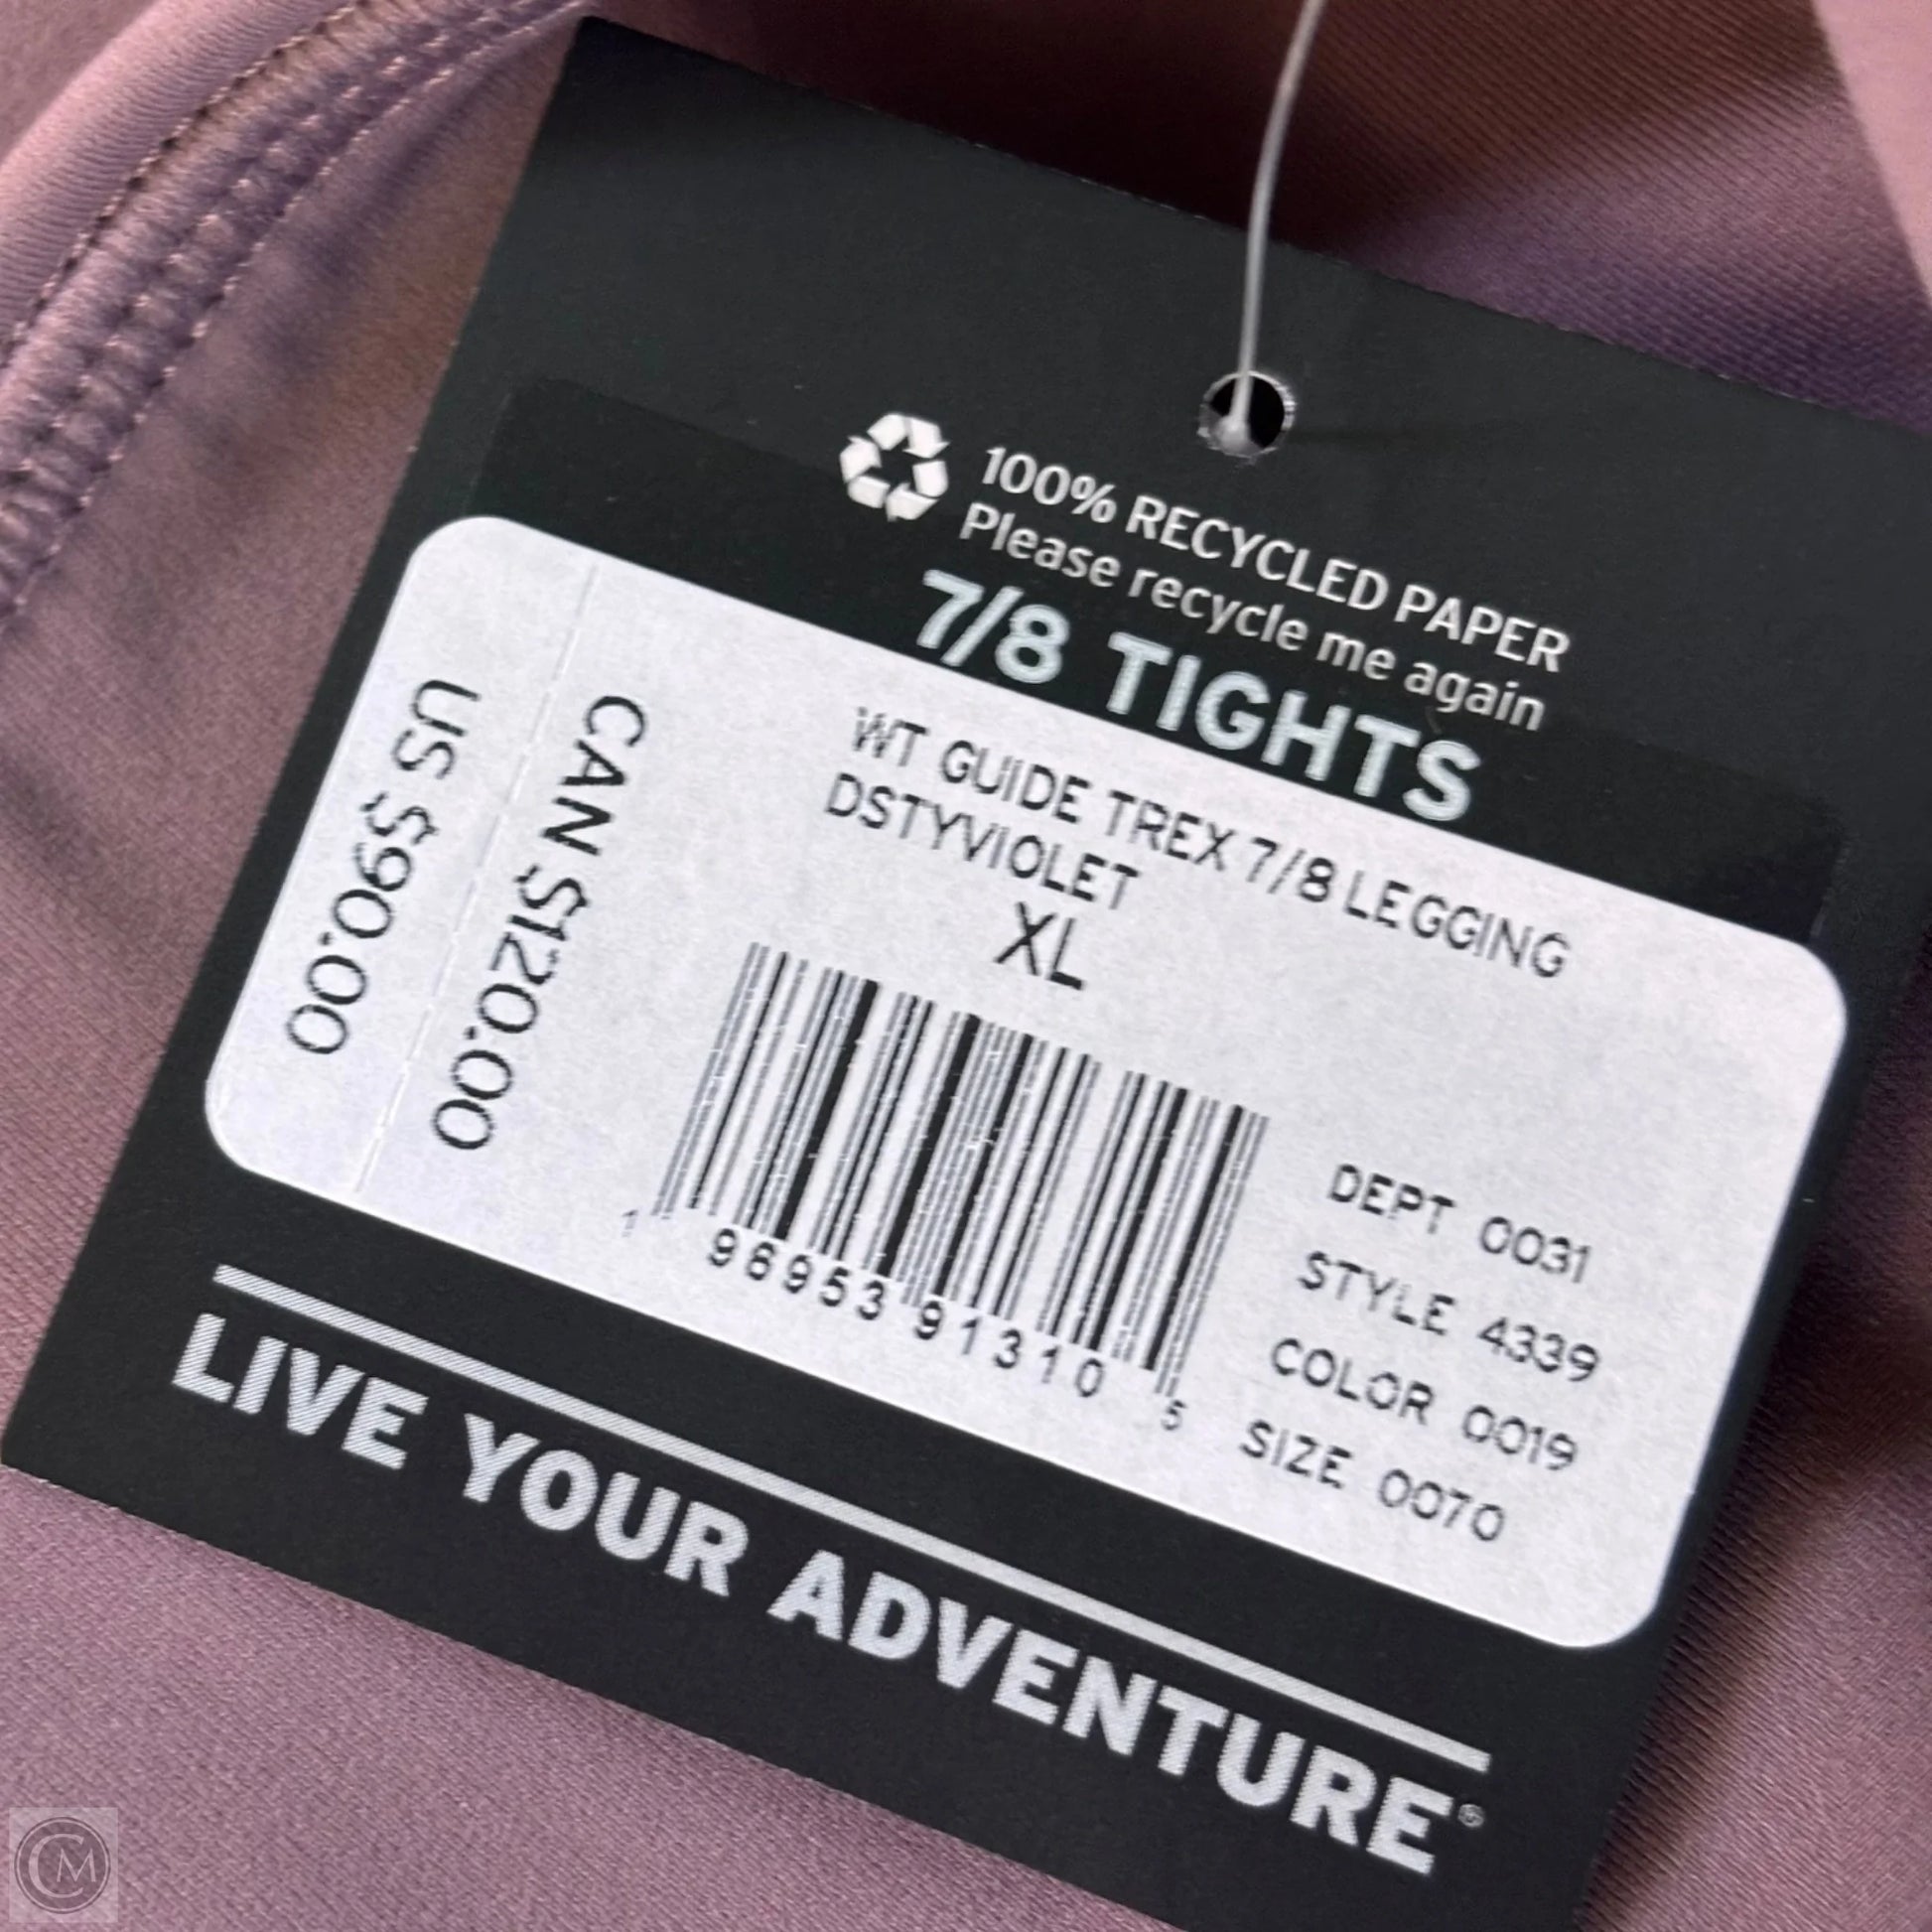 100% RECYCLED PAPER
Please recycle me again
7/8 TIGHTS
WT GUIDE TREX 7/8 LEGGING
DSTYVIOLET
XL
CAN $120.00
US $90.00
1 96953 91310 5
DEPT 0031
STYLE 4339
COLOR 0019
SIZE 0070
LIVE YOUR ADVENTURE®
CM